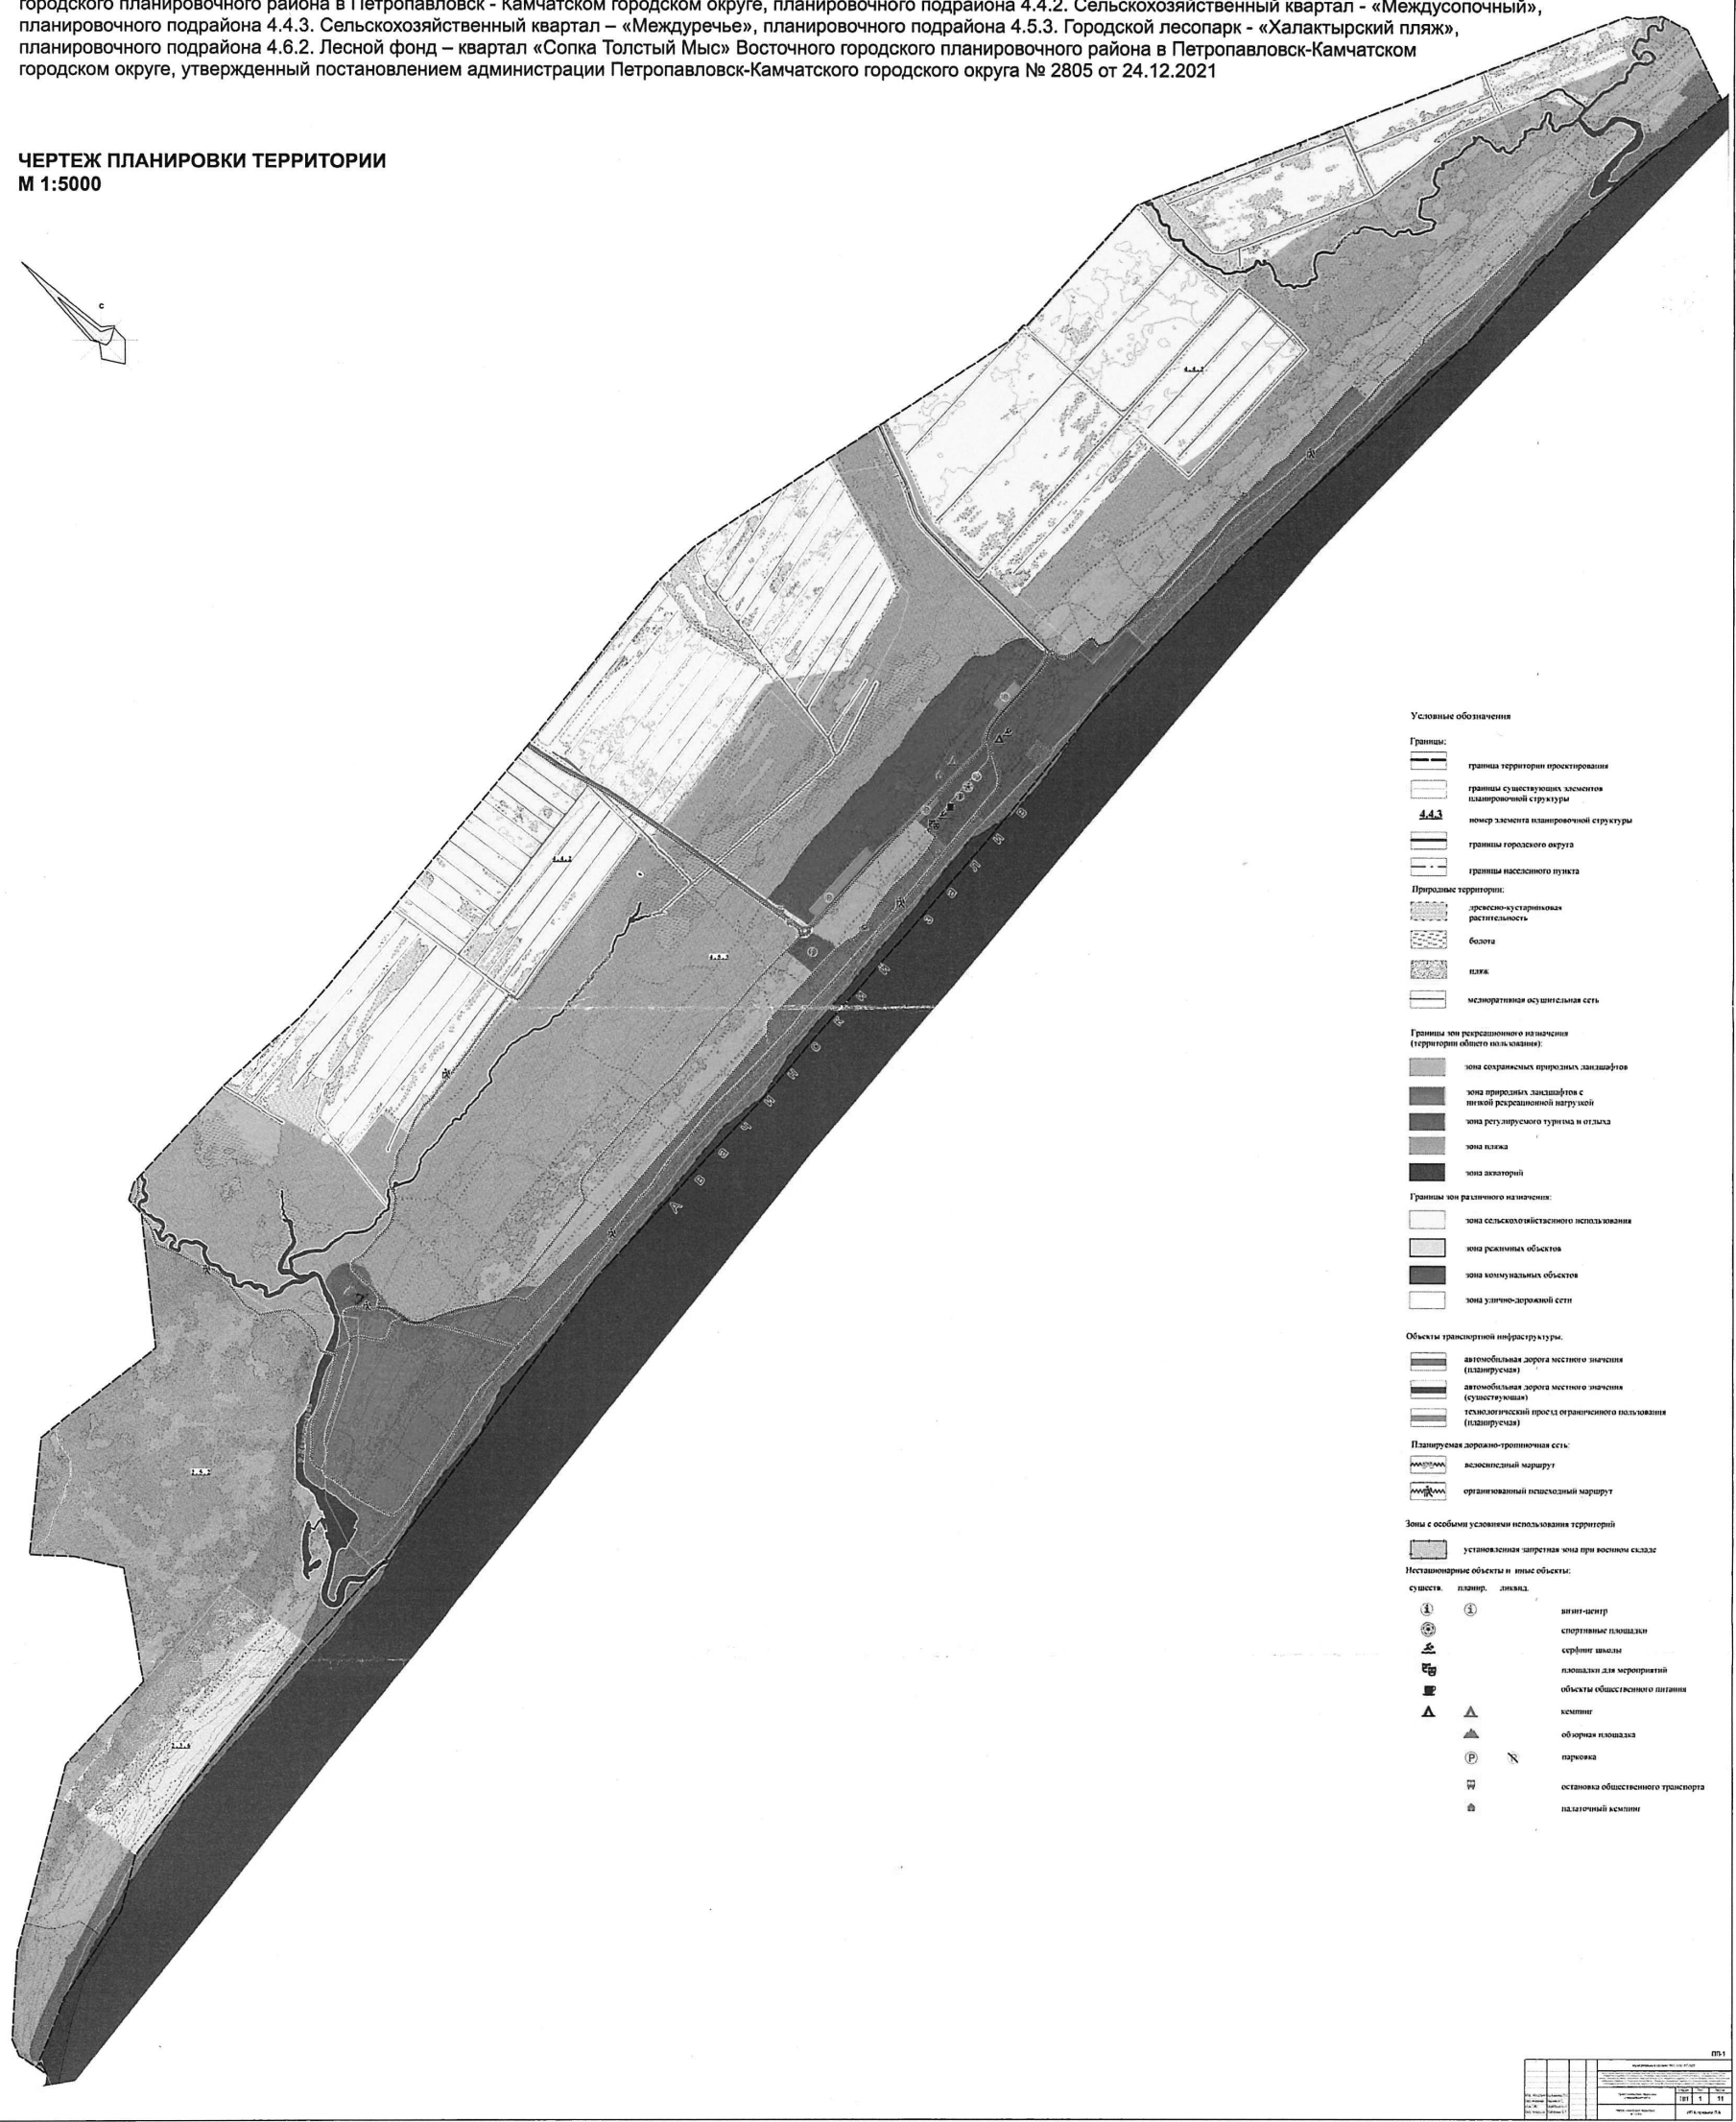 городского планировочного района в Петропавловск - Камчатском городском округе, планировочного подрайона 4.4.2. Сельскохозяйственный квартал - «Междусопочный»,
планировочного подрайона 4.4.3. Сельскохозяйственный квартал – «Междуречье», планировочного подрайона 4.5.3. Городской лесопарк - «Халактырский пляж»,
планировочного подрайона 4.6.2. Лесной фонд – квартал «Сопка Толстый Мыс» Восточного городского планировочного района в Петропавловск-Камчатском
городском округе, утвержденный постановлением администрации Петропавловск-Камчатского городского округа № 2805 от 24.12.2021
ЧЕРТЕЖ ПЛАНИРОВКИ ТЕРРИТОРИИ
М 1:5000
С
АВАЧИНСКИЙ ЗАЛИВ
Условные обозначения
Границы:
граница территории проектирования
границы существующих элементов
планировочной структуры
4.4.3 номер элемента планировочной структуры
границы городского округа
границы населенного пункта
Природные территории:
древесно-кустарниковая
растительность
болота
пляж
мелиоративная осушительная сеть
Границы зон рекреационного назначения
(территории общего пользования):
зона сохраняемых природных ландшафтов
зона природных ландшафтов с
низкой рекреационной нагрузкой
зона регулируемого туризма и отдыха
зона пляжа
зона акваторий
Границы зон различного назначения:
зона сельскохозяйственного использования
зона режимных объектов
зона коммунальных объектов
зона улично-дорожной сети
Объекты транспортной инфраструктуры:
автомобильная дорога местного значения
(планируемая)
автомобильная дорога местного значения
(существующая)
технологический проезд ограниченного пользования
(планируемая)
Планируемая дорожно-тропиночная сеть:
велосипедный маршрут
организованный пешеходный маршрут
Зоны с особыми условиями использования территорий
установленная запретная зона при военном складе
Нестационарные объекты и иные объекты:
существ. планир. ликвид.
визит-центр
спортивные площадки
серфинг школы
площадки для мероприятий
объекты общественного питания
кемпинг
обзорная площадка
P парковка
остановка общественного транспорта
палаточный кемпинг
ПП-1